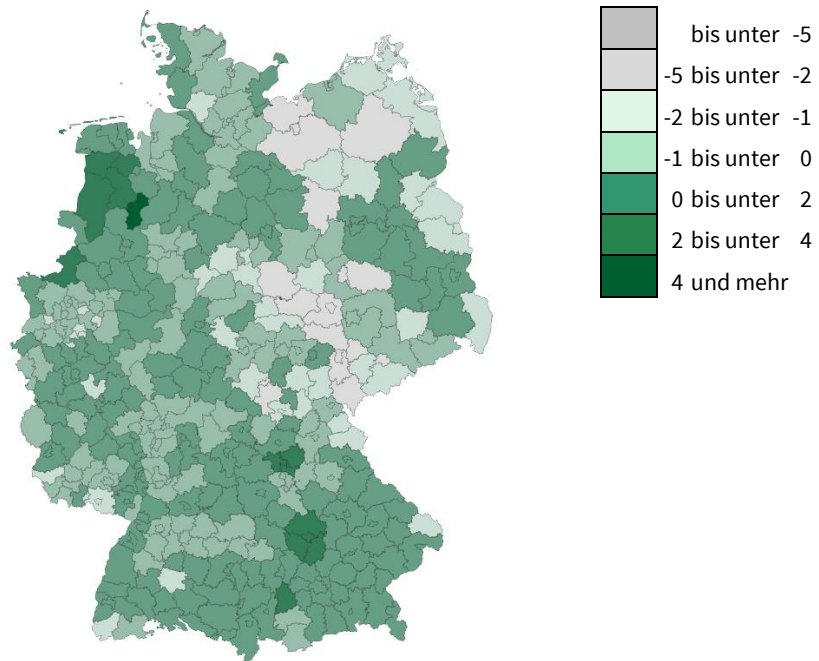 bis unter -5
-5 bis unter -2
-2 bis unter -1
-1 bis unter 0
0 bis unter 2
2 bis unter 4
4 und mehr